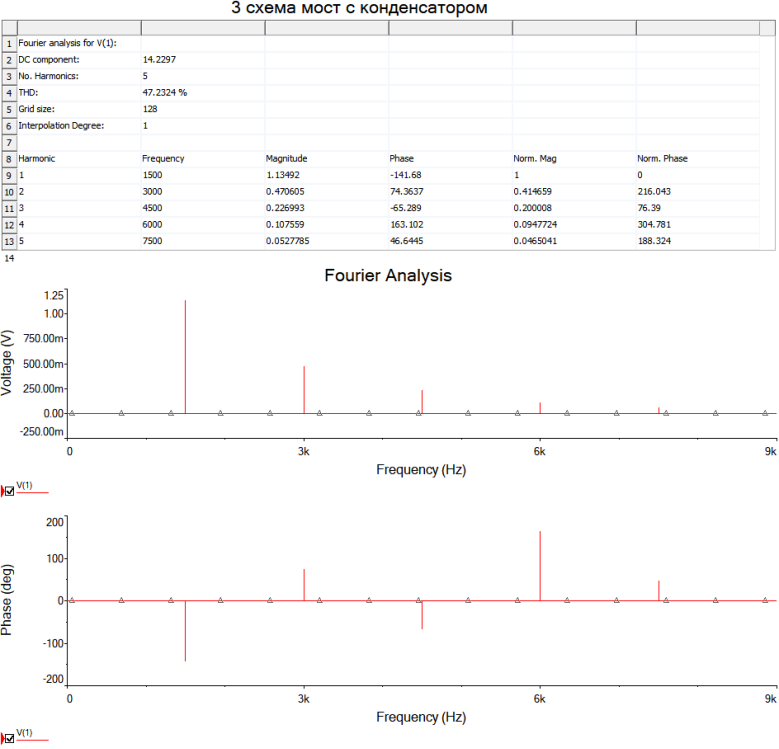 3 схема мост с конденсатором
1 Fourier analysis for V(1):
2 DC component: 14.2297
3 No. Harmonics: 5
4 THD: 47.2324 %
5 Grid size: 128
6 Interpolation Degree: 1
7
8 Harmonic Frequency Magnitude Phase Norm. Mag Norm. Phase
9 1 1500 1.13492 -141.68 1 0
10 2 3000 0.470605 74.3637 0.414659 216.043
11 3 4500 0.226993 -65.289 0.200008 76.39
12 4 6000 0.107559 163.102 0.0947724 304.781
13 5 7500 0.0527785 46.6445 0.0465041 188.324
14
Fourier Analysis
Voltage (V)
1.25
1.00
750.00m
500.00m
250.00m
0.00
-250.00m
0 3k 6k 9k
Frequency (Hz)
V(1)
Phase (deg)
200
100
0
-100
-200
0 3k 6k 9k
Frequency (Hz)
V(1)